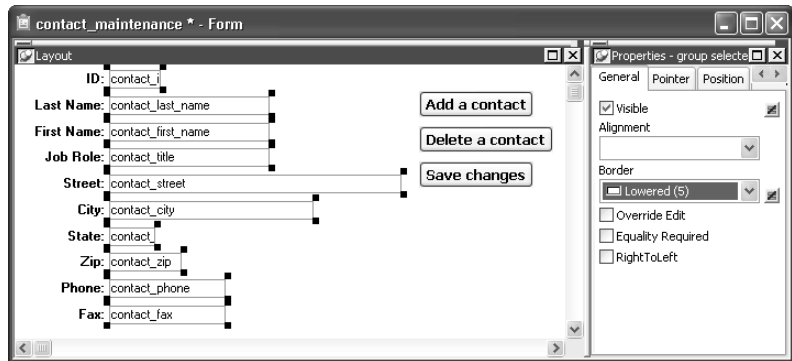 contact_maintenance * - Form
Layout
ID: contact_i
Last Name: contact_last_name
First Name: contact_first_name
Job Role: contact_title
Street: contact_street
City: contact_city
State: contact_
Zip: contact_zip
Phone: contact_phone
Fax: contact_fax
Add a contact
Delete a contact
Save changes
Properties - group selecte
General Pointer Position
Visible
Alignment
Border
Lowered (5)
Override Edit
Equality Required
RightToLeft